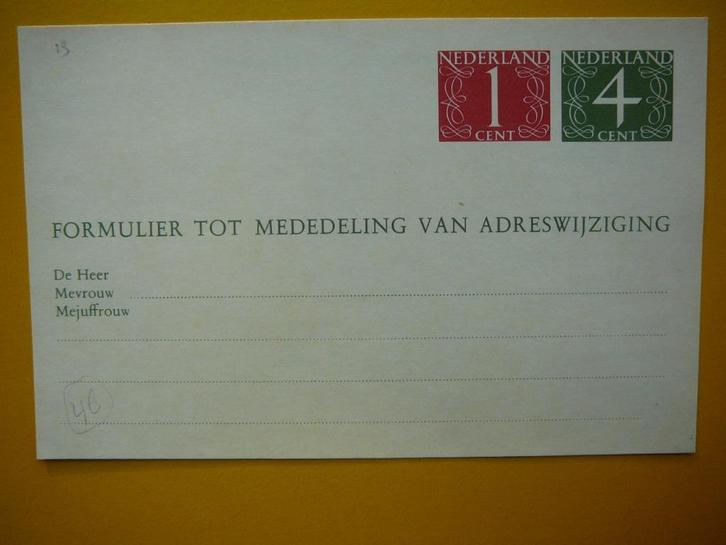 NEDERLAND
1
CENT
NEDERLAND
4
CENT
FORMULIER TOT MEDEDELING VAN ADRESWIJZIGING
De Heer
Mevrouw
Mejuffrouw